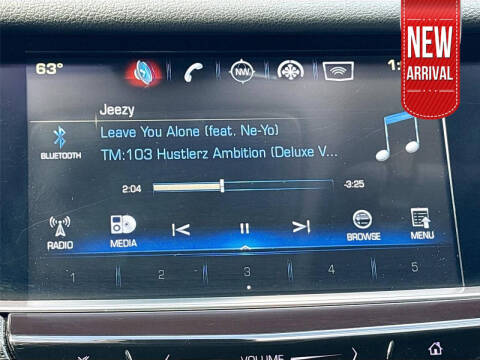 NEW
ARRIVAL
63°
NW
Jeezy
Leave You Alone (feat. Ne-Yo)
TM:103 Hustlerz Ambition (Deluxe V...
BLUETOOTH
2:04
-3:25
RADIO
MEDIA
BROWSE
MENU
1 2 3 4 5
VOLUME